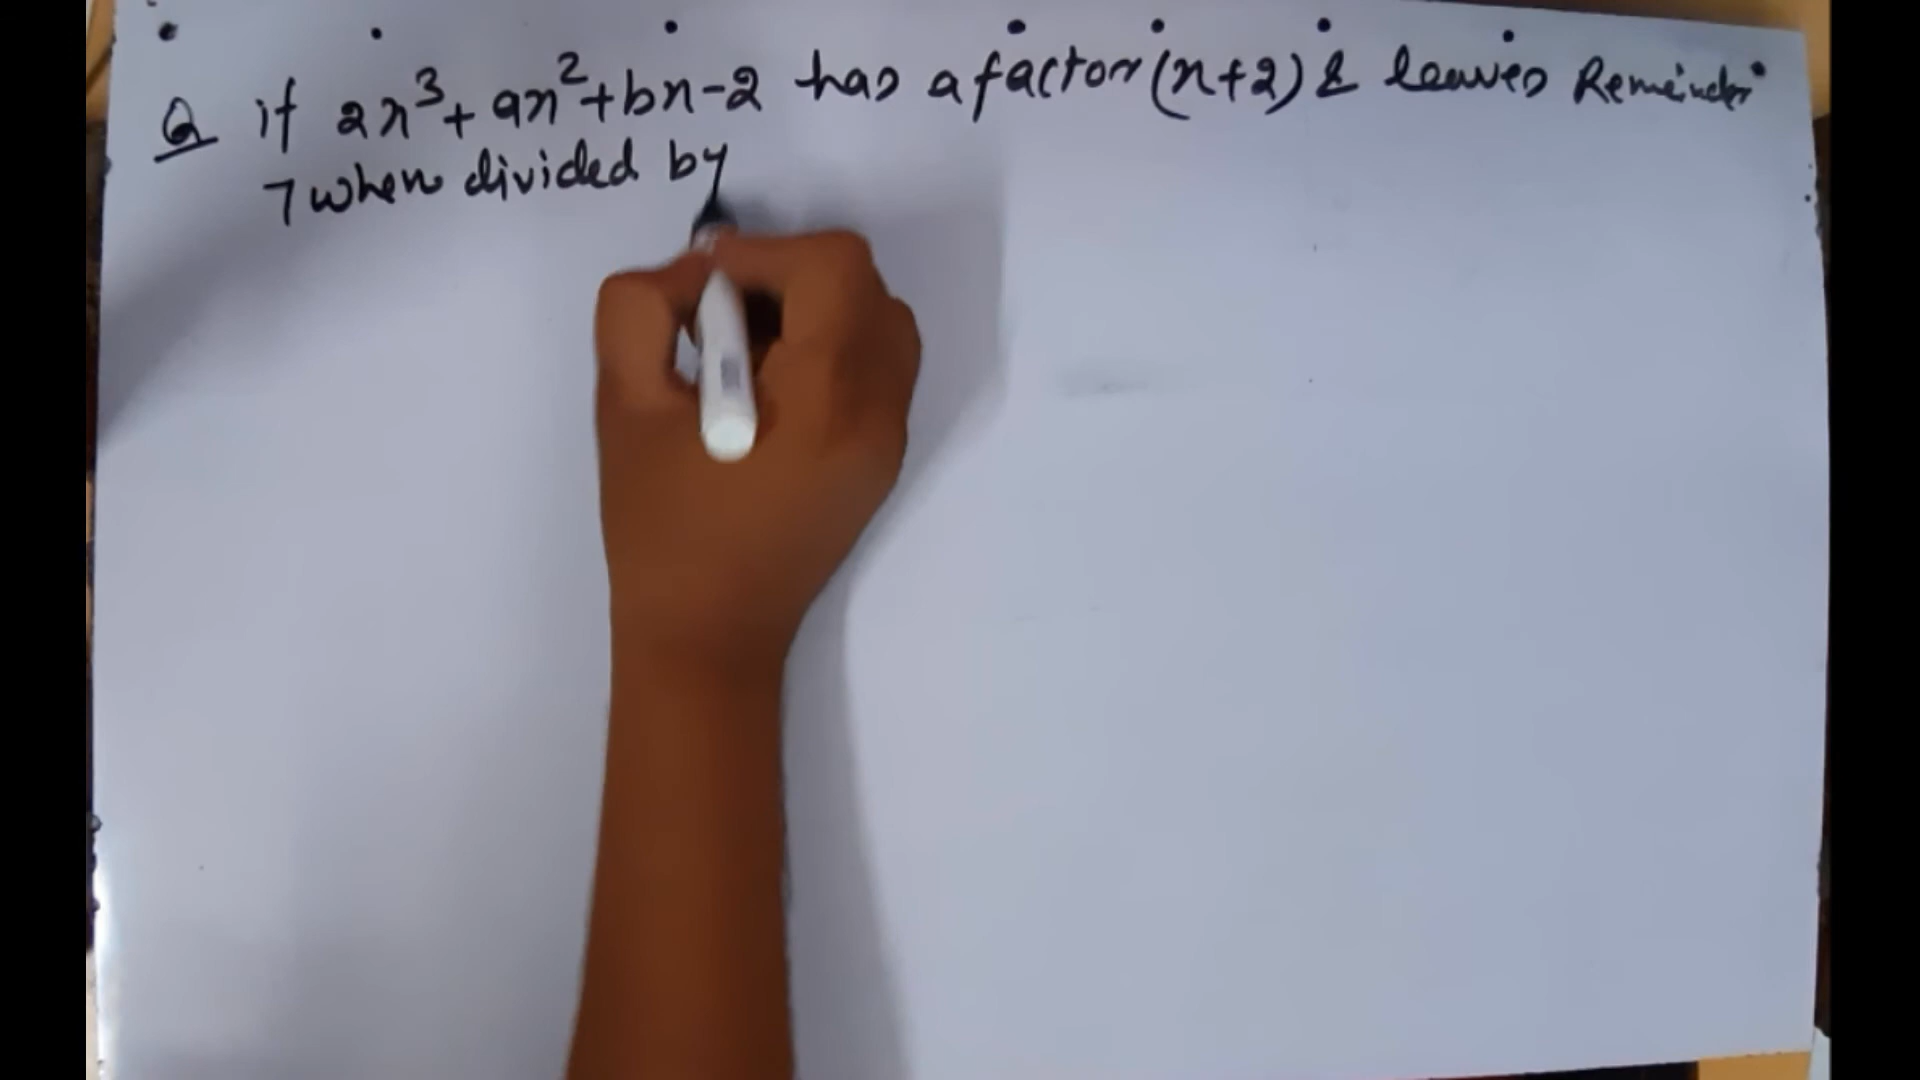 Q if 2x³ + ax² + bx - 2 has a factor (x+2) & leaves Remainder
7 when divided by